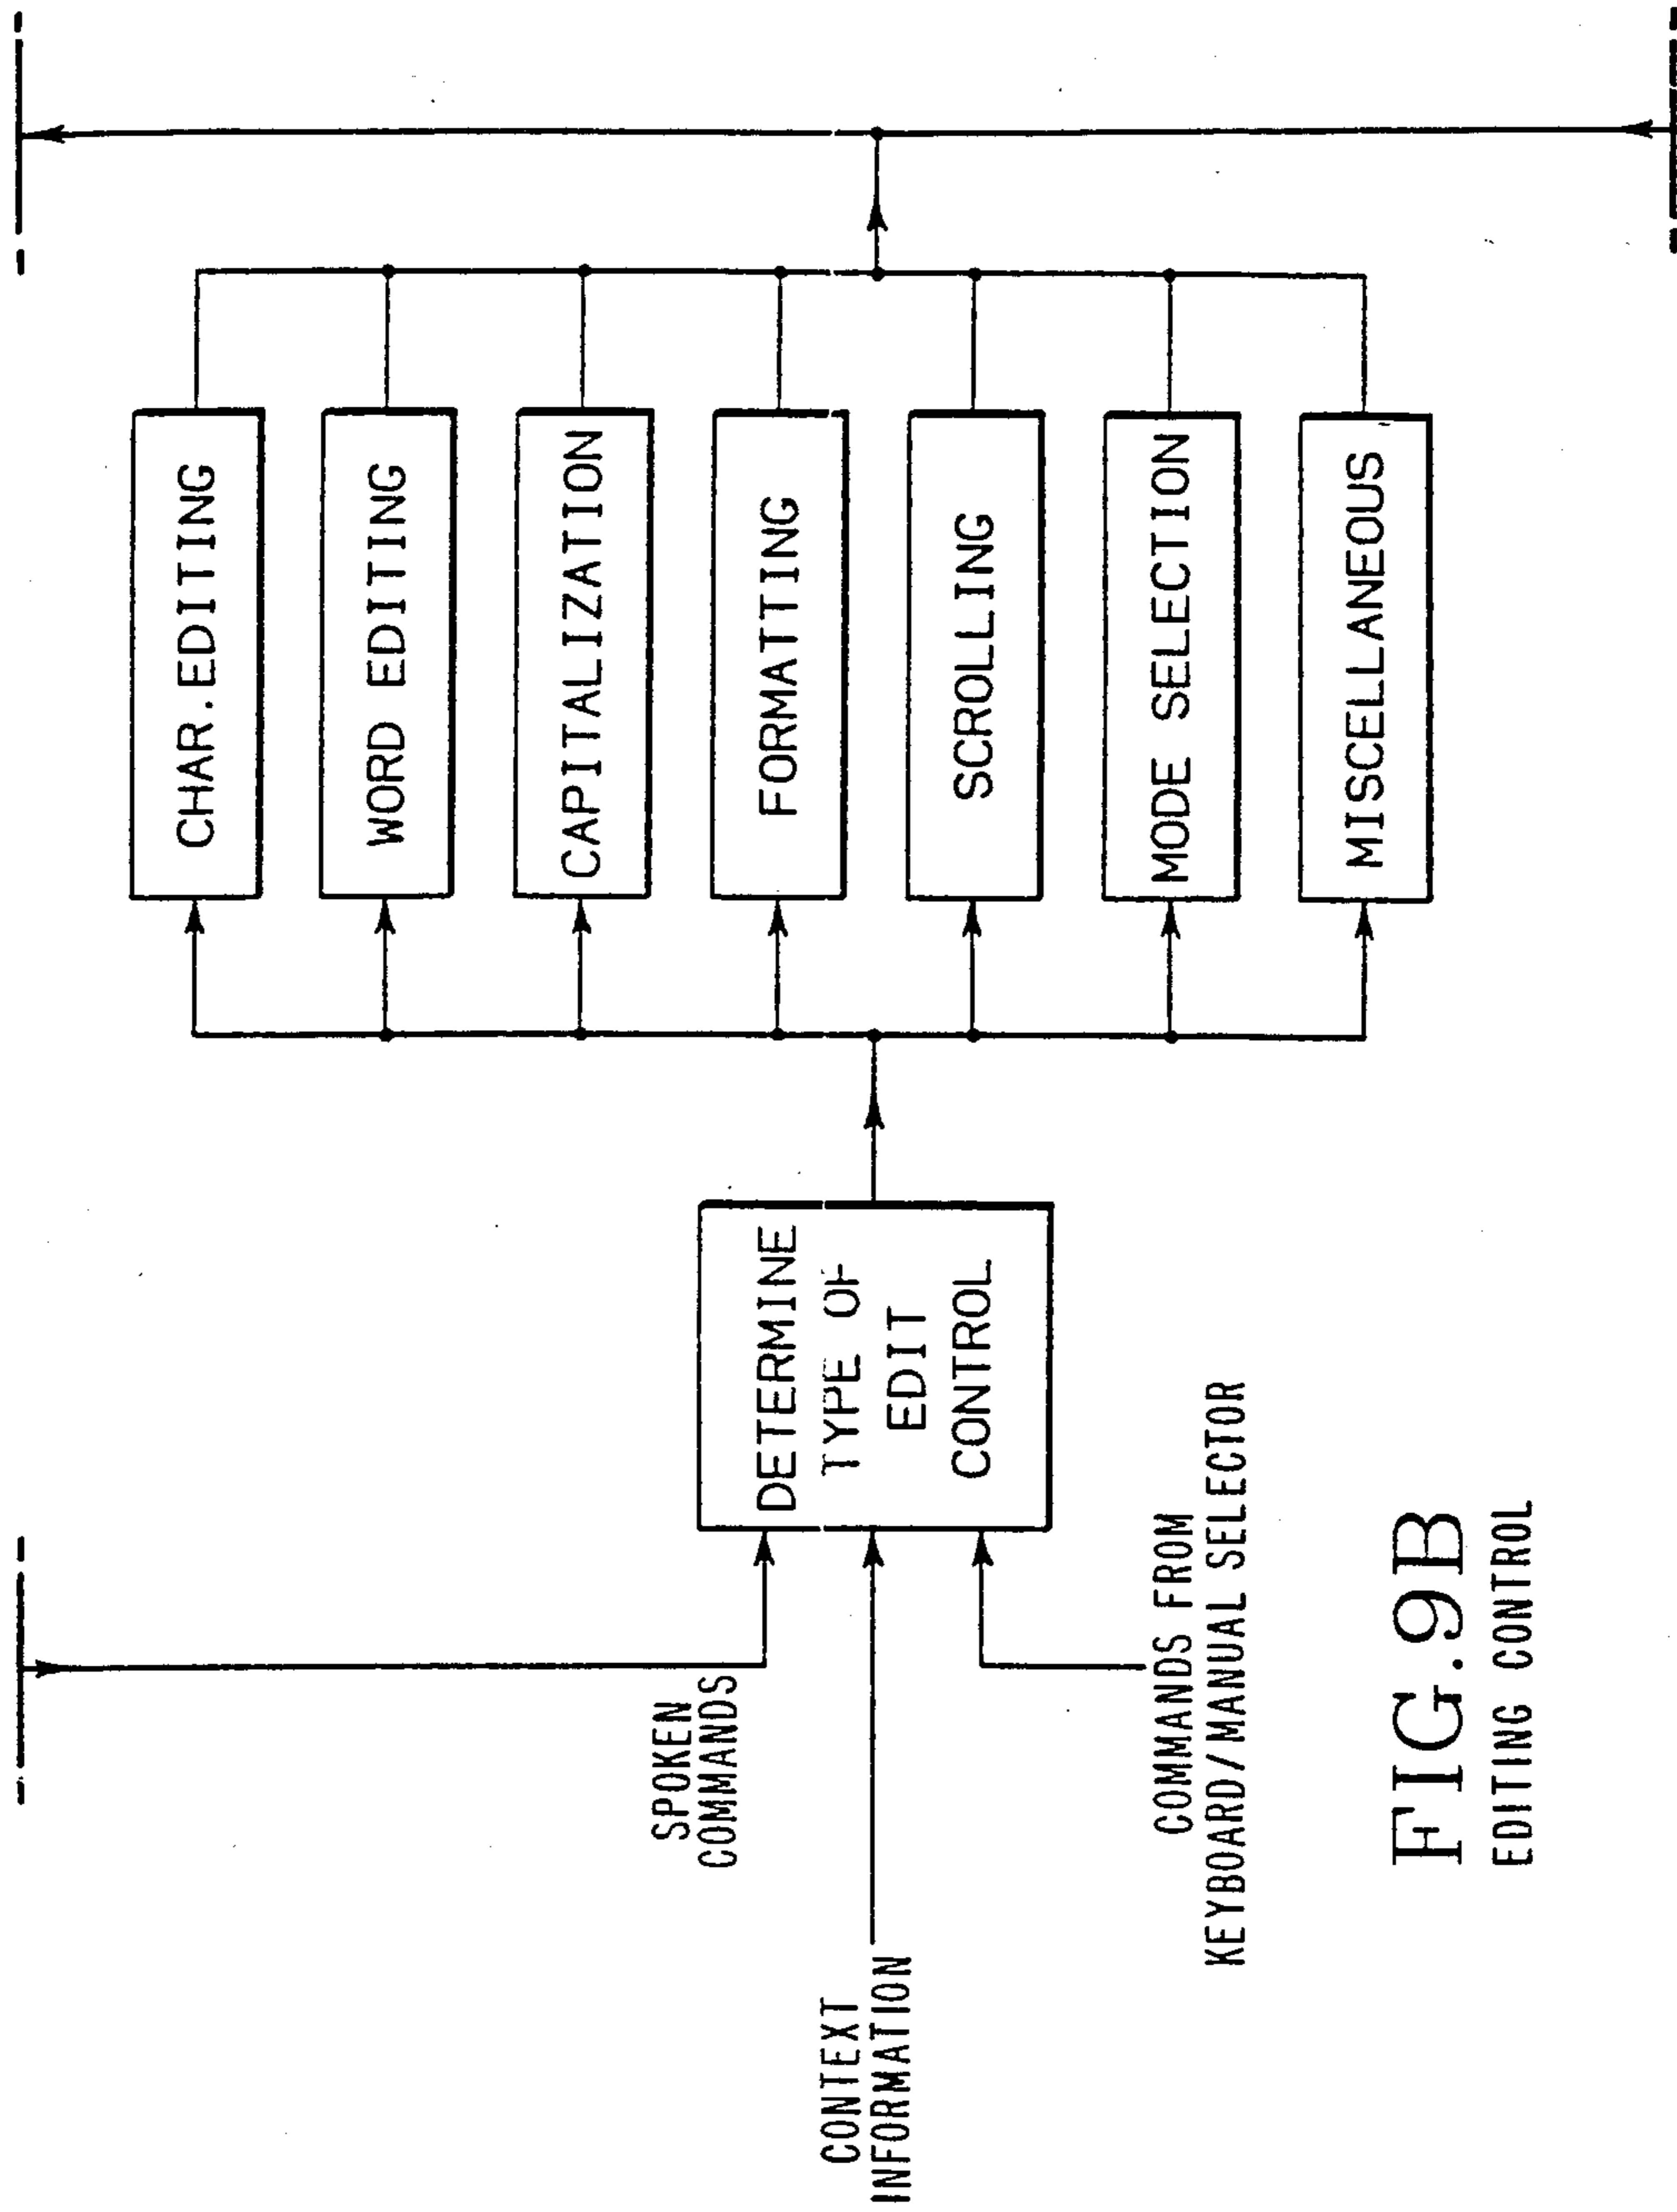 SPOKEN
COMMANDS
CONTEXT
INFORMATION
COMMANDS FROM
KEYBOARD/MANUAL SELECTOR
DETERMINE
TYPE OF
EDIT
CONTROL
CHAR.EDITING
WORD EDITING
CAPITALIZATION
FORMATTING
SCROLLING
MODE SELECTION
MISCELLANEOUS
FIG.9B
EDITING CONTROL